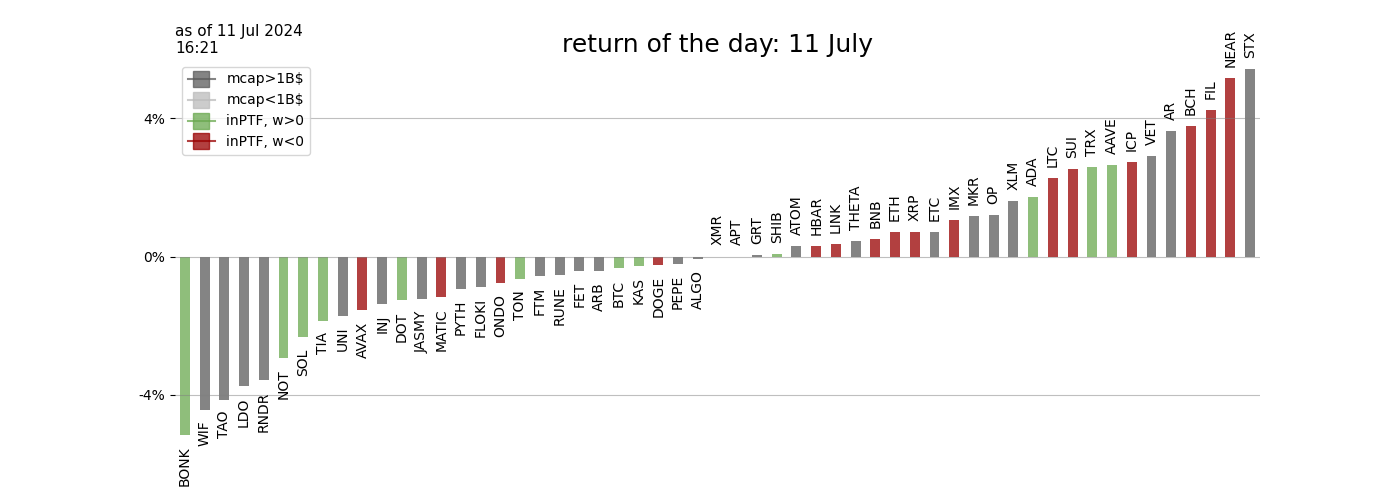 as of 11 Jul 2024
16:21
return of the day: 11 July
mcap>1B$
mcap<1B$
inPTF, w>0
inPTF, w<0
4%
0%
-4%
BONK
WIF
TAO
LDO
RNDR
NOT
SOL
TIA
UNI
AVAX
INJ
DOT
JASMY
MATIC
PYTH
FLOKI
ONDO
TON
FTM
RUNE
FET
ARB
BTC
KAS
DOGE
PEPE
ALGO
XMR
APT
GRT
SHIB
ATOM
HBAR
LINK
THETA
BNB
ETH
XRP
ETC
IMX
MKR
OP
XLM
ADA
LTC
SUI
TRX
AAVE
ICP
VET
AR
BCH
FIL
NEAR
STX